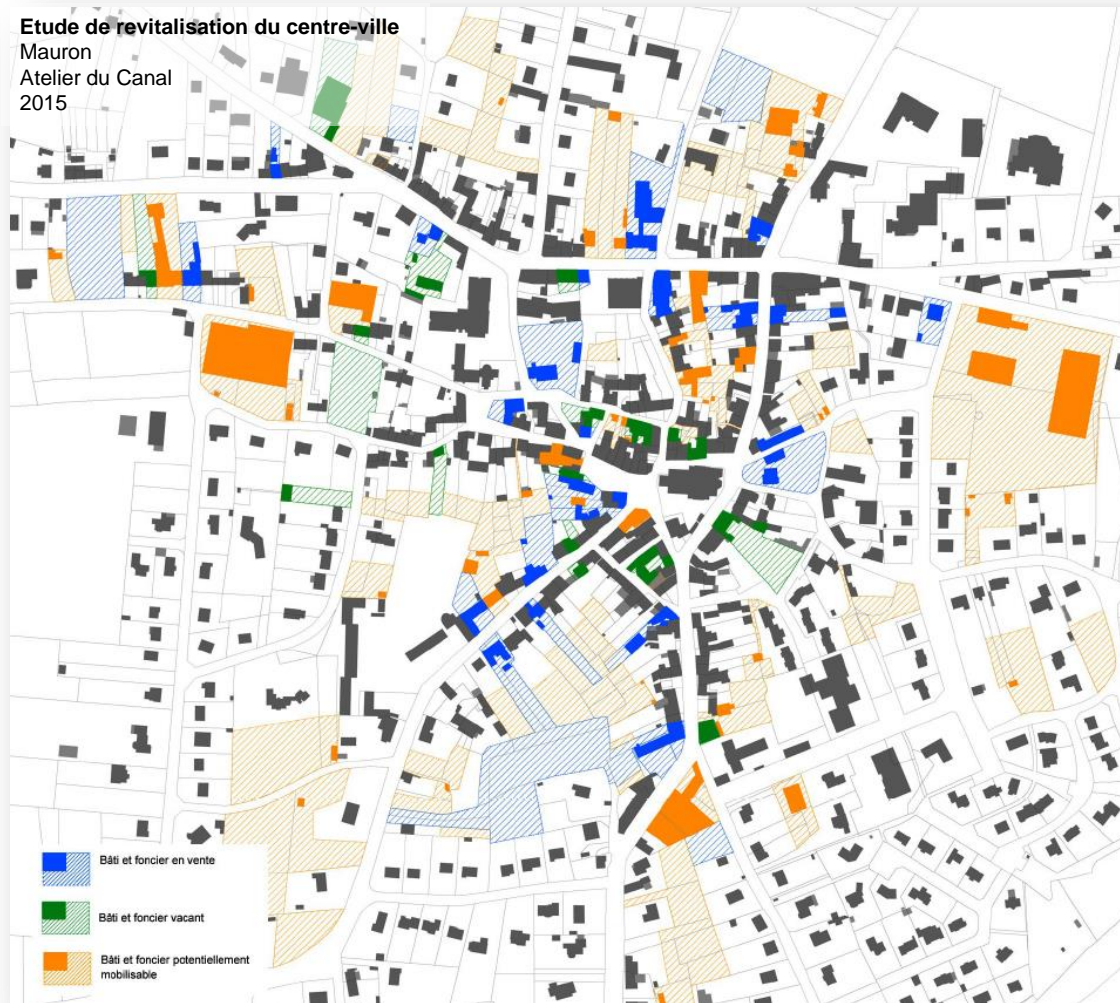 Etude de revitalisation du centre-ville
Mauron
Atelier du Canal
2015
Bâti et foncier en vente
Bâti et foncier vacant
Bâti et foncier potentiellement
mobilisable